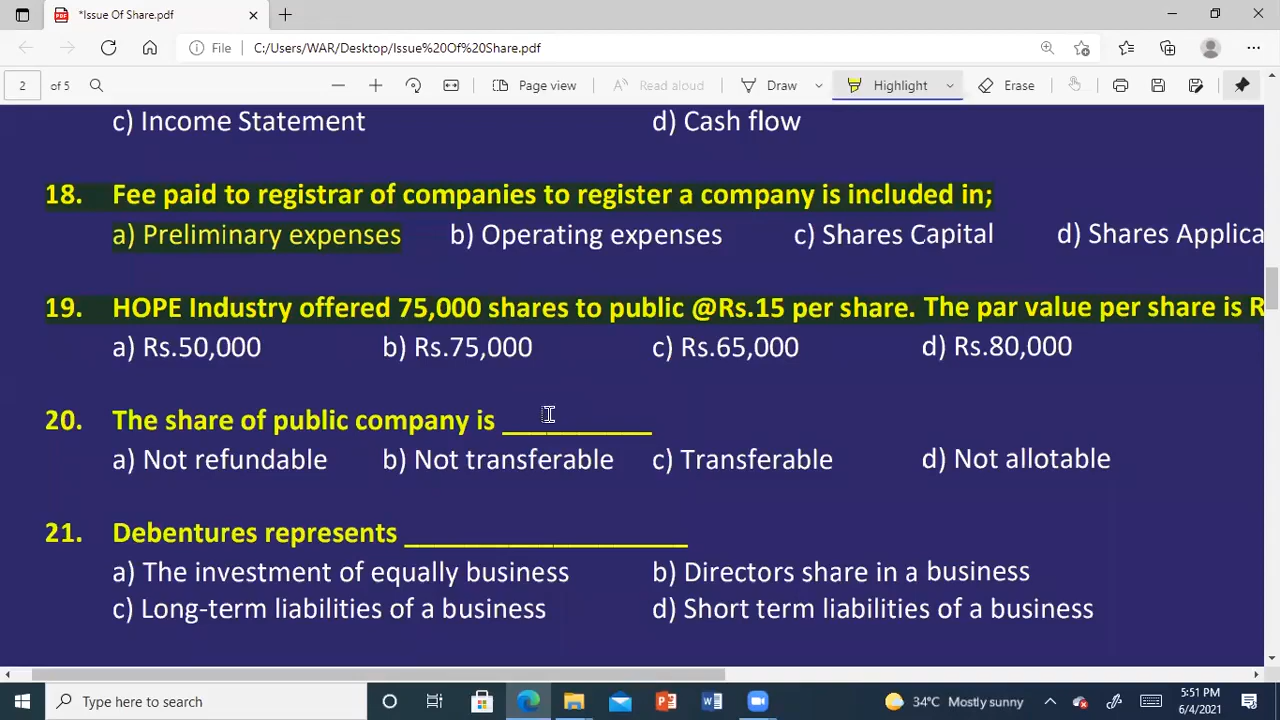 *Issue Of Share.pdf
File C:/Users/WAR/Desktop/Issue%20Of%20Share.pdf
2 of 5 Page view Read aloud Draw Highlight Erase
c) Income Statement d) Cash flow
18. Fee paid to registrar of companies to register a company is included in;
a) Preliminary expenses b) Operating expenses c) Shares Capital d) Shares Applica
19. HOPE Industry offered 75,000 shares to public @Rs.15 per share. The par value per share is R
a) Rs.50,000 b) Rs.75,000 c) Rs.65,000 d) Rs.80,000
20. The share of public company is __________
a) Not refundable b) Not transferable c) Transferable d) Not allotable
21. Debentures represents ___________________
a) The investment of equally business b) Directors share in a business
c) Long-term liabilities of a business d) Short term liabilities of a business
Type here to search 34°C Mostly sunny 5:51 PM
6/4/2021